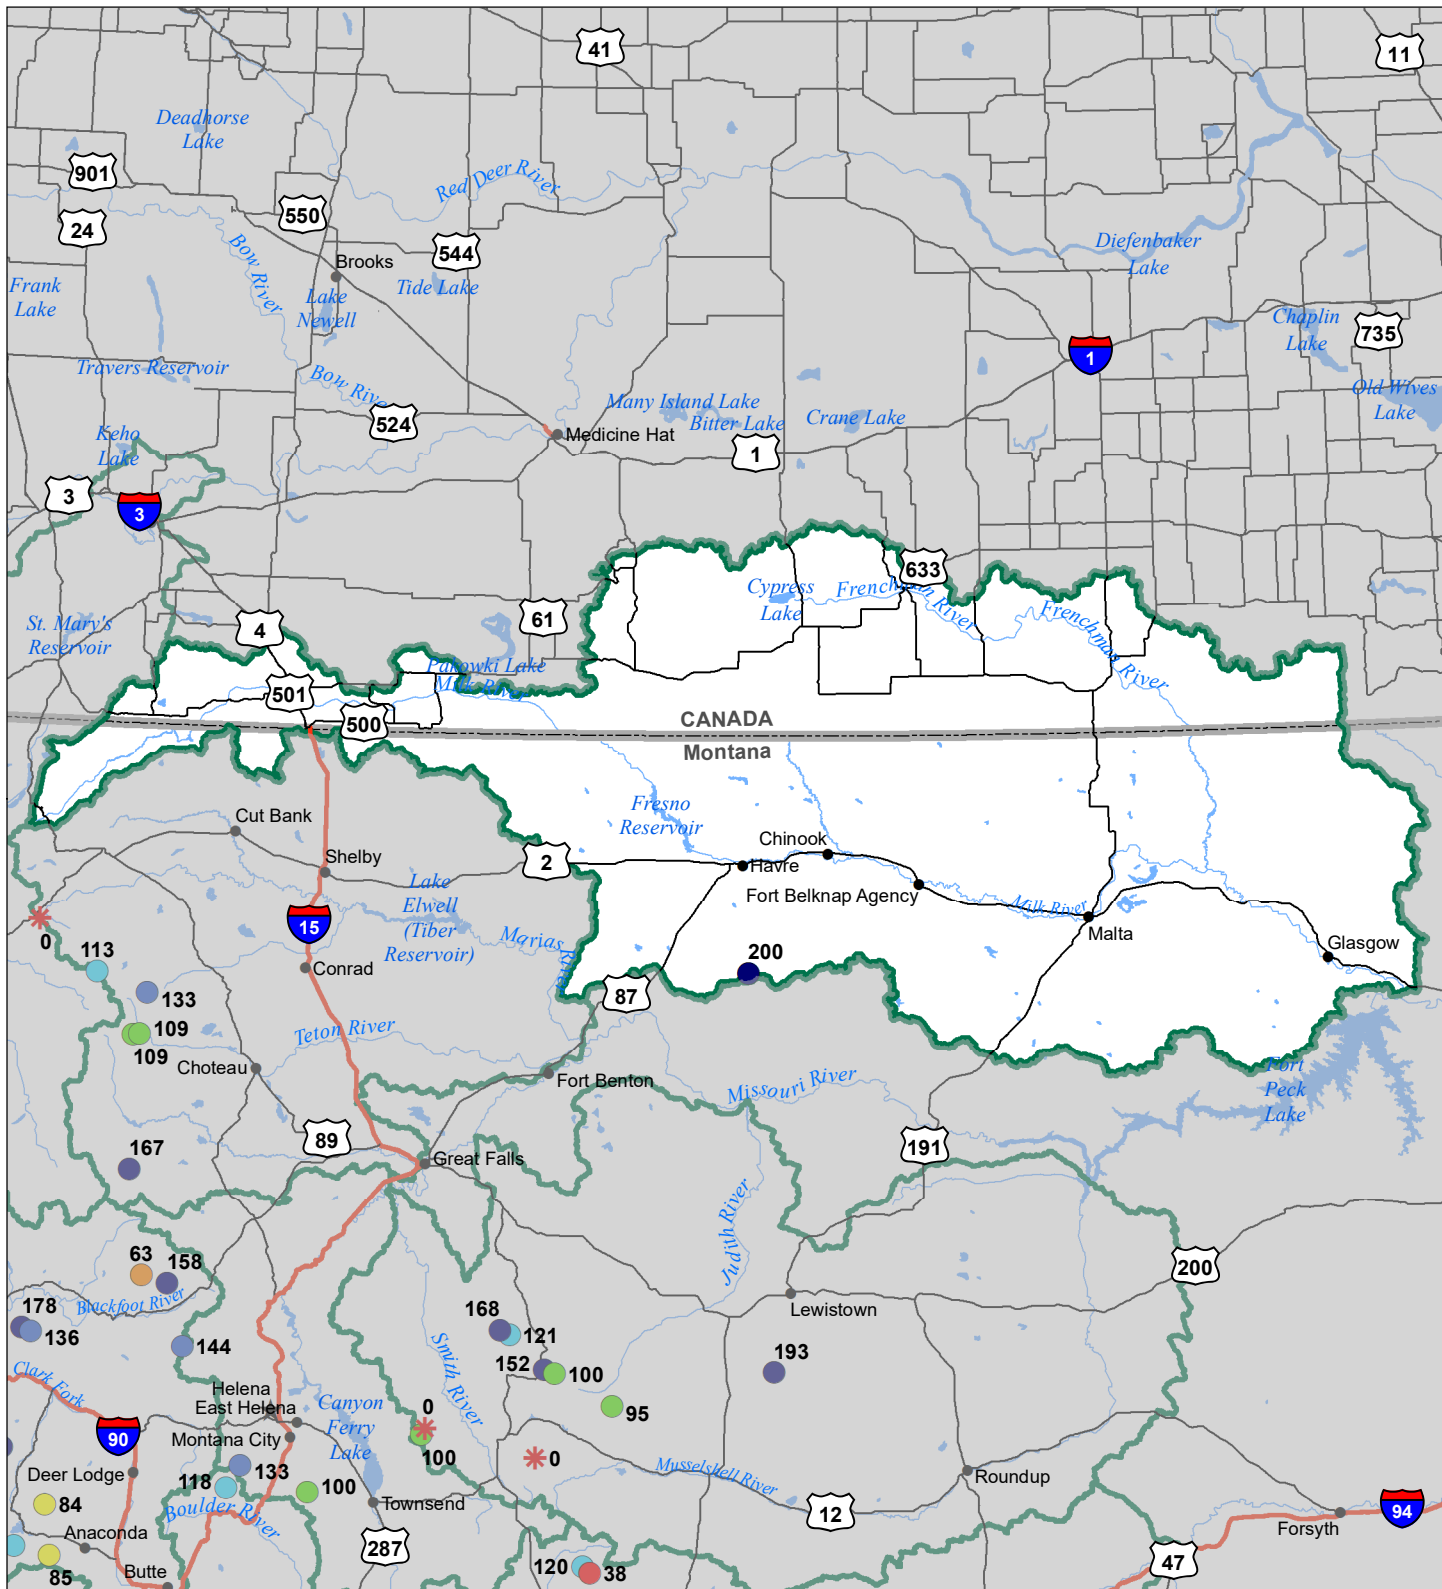 41
11
Deadhorse
Lake
901
Red Deer River
550
24
Bow River
544
Diefenbaker
Lake
Brooks
Frank
Lake
Tide Lake
Lake
Newell
Chaplin
Lake
735
1
Travers Reservoir
Bow River
Old Wives
Lake
Many Island Lake
Bitter Lake
Crane Lake
524
Medicine Hat
Keho
Lake
1
3
3
633
Cypress
Lake
Frenchman River
Frenchman River
61
4
St. Mary's
Reservoir
Pakowki Lake
Milk River
501
500
CANADA
Montana
Fresno
Reservoir
Cut Bank
Chinook
Shelby
2
Havre
Lake
Elwell
(Tiber
Reservoir)
Fort Belknap Agency
Milk River
15
Malta
0
Marias River
Glasgow
113
Conrad
200
87
133
109
109
Teton River
Choteau
Fort Benton
Missouri River
Fort
Peck
Lake
89
191
167
Great Falls
Judith River
63
158
200
Blackfoot River
178
136
168
121
Lewistown
144
Smith River
152
100
193
Clark Fork
Helena
East Helena
Canyon
Ferry
Lake
0
95
90
Montana City
100
0
Deer Lodge
133
118
100
Musselshell River
Roundup
84
Boulder River
Townsend
12
94
Anaconda
Forsyth
287
85
Butte
120
38
47